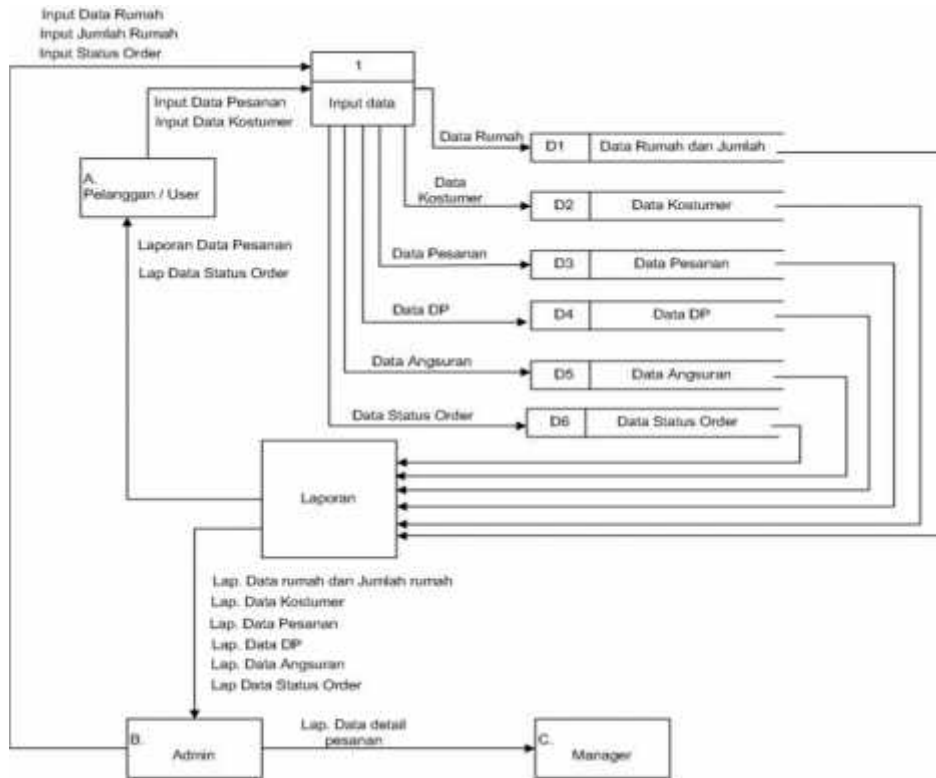 Input Data Rumah
Input Jumlah Rumah
Input Status Order
1
Input data
Input Data Pesanan
Input Data Kostumer
A.
Pelanggan / User
Data Rumah
D1
Data Rumah dan Jumlah
Data
Kostumer
D2
Data Kostumer
Laporan Data Pesanan
Lap Data Status Order
Data Pesanan
D3
Data Pesanan
Data DP
D4
Data DP
Data Angsuran
D5
Data Angsuran
Data Status Order
D6
Data Status Order
Laporan
Lap. Data rumah dan Jumlah rumah
Lap. Data Kostumer
Lap. Data Pesanan
Lap. Data DP
Lap. Data Angsuran
Lap Data Status Order
B.
Admin
Lap. Data detail
pesanan
C.
Manager